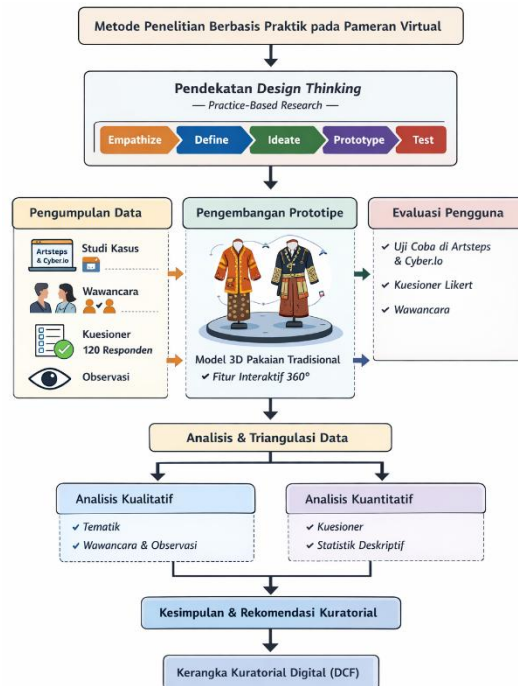 Metode Penelitian Berbasis Praktik pada Pameran Virtual
Pendekatan Design Thinking
— Practice-Based Research —
Empathize
Define
Ideate
Prototype
Test
Pengumpulan Data
Artsteps
& Cyber.Io
Studi Kasus
Wawancara
Kuesioner
120 Responden
Observasi
Pengembangan Prototipe
Model 3D Pakaian Tradisional
✓ Fitur Interaktif 360°
Evaluasi Pengguna
✓ Uji Coba di Artsteps
& Cyber.Io
✓ Kuesioner Likert
✓ Wawancara
Analisis & Triangulasi Data
Analisis Kualitatif
✓ Tematik
✓ Wawancara & Observasi
Analisis Kuantitatif
✓ Kuesioner
✓ Statistik Deskriptif
Kesimpulan & Rekomendasi Kuratorial
Kerangka Kuratorial Digital (DCF)